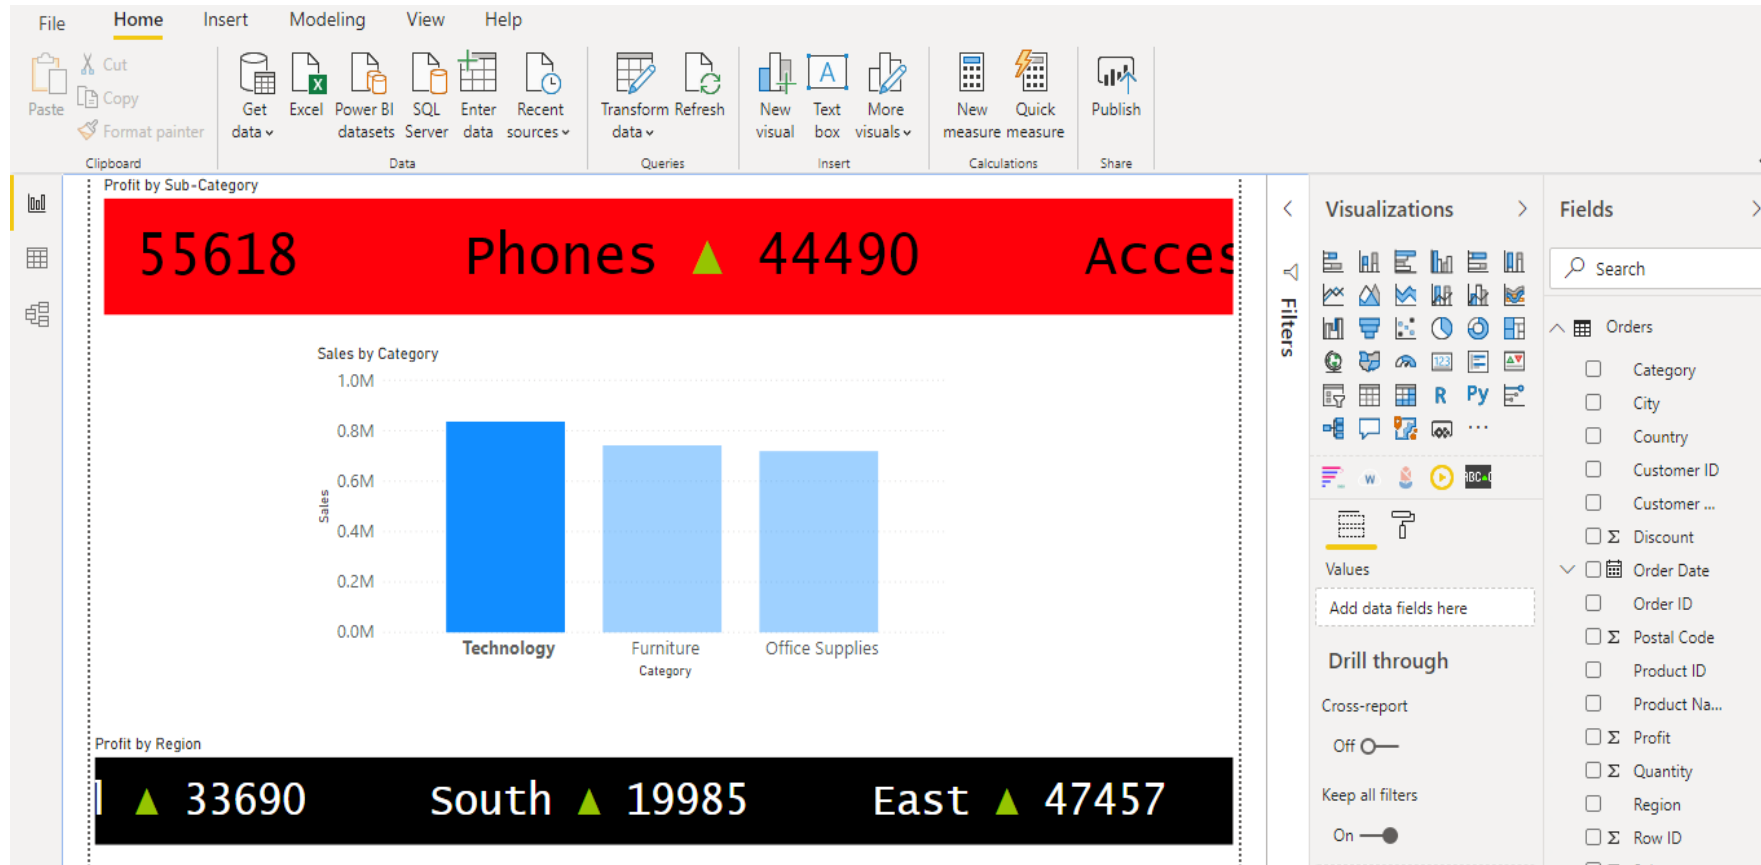 File Home Insert Modeling View Help
Paste
Cut
Copy
Format painter
Clipboard
Get data
Excel
Power BI datasets
SQL Server
Enter data
Recent sources
Data
Transform data
Refresh
Queries
New visual
A
Text box
More visuals
Insert
New measure
Quick measure
Calculations
Publish
Share
Profit by Sub-Category
55618 Phones ▲ 44490 Acces
Sales by Category
1.0M
0.8M
0.6M
0.4M
0.2M
0.0M
Sales
Technology Furniture Office Supplies
Category
Profit by Region
l ▲ 33690 South ▲ 19985 East ▲ 47457
Filters
Visualizations
123
R Py
W
ABC
Values
Add data fields here
Drill through
Cross-report
Off
Keep all filters
On
Fields
Search
Orders
Category
City
Country
Customer ID
Customer ...
Σ Discount
Order Date
Order ID
Σ Postal Code
Product ID
Product Na...
Σ Profit
Σ Quantity
Region
Σ Row ID